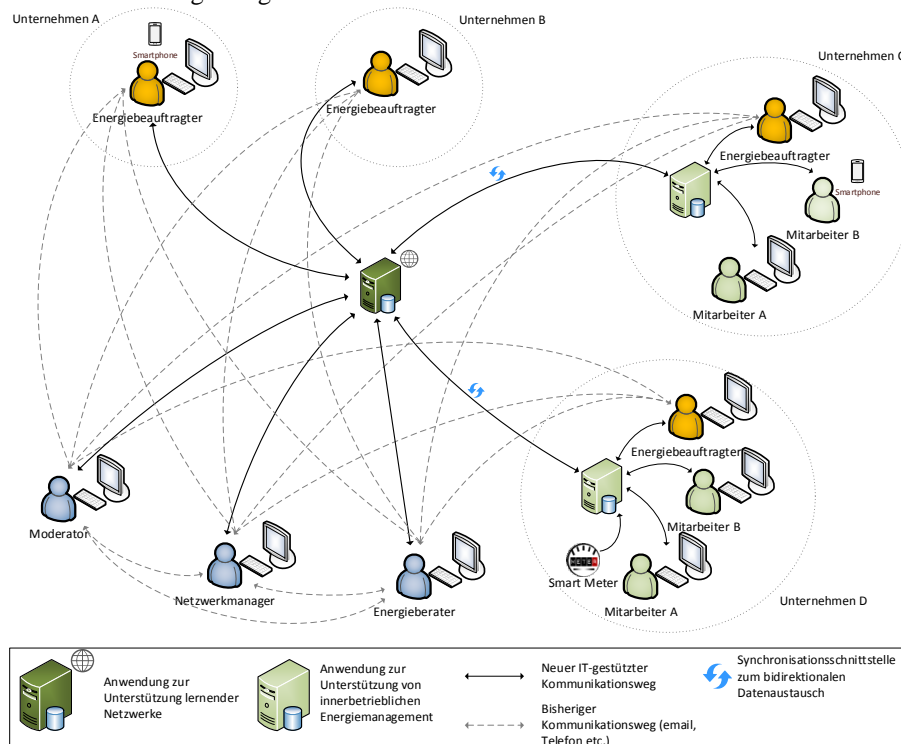 Unternehmen A
Unternehmen B
Smartphone
Energiebeauftragter
Energiebeauftragter
Unternehmen C
Energiebeauftragter
Smartphone
Mitarbeiter B
Mitarbeiter A
Energiebeauftragter
Mitarbeiter B
Smart Meter
Mitarbeiter A
Unternehmen D
Moderator
Netzwerkmanager
Energieberater
Anwendung zur
Unterstützung lernender
Netzwerke
Anwendung zur
Unterstützung von
innerbetrieblichen
Energiemanagement
Neuer IT-gestützter
Kommunikationsweg
Bisheriger
Kommunikationsweg (email,
Telefon etc.)
Synchronisationsschnittstelle
zum bidirektionalen
Datenaustausch